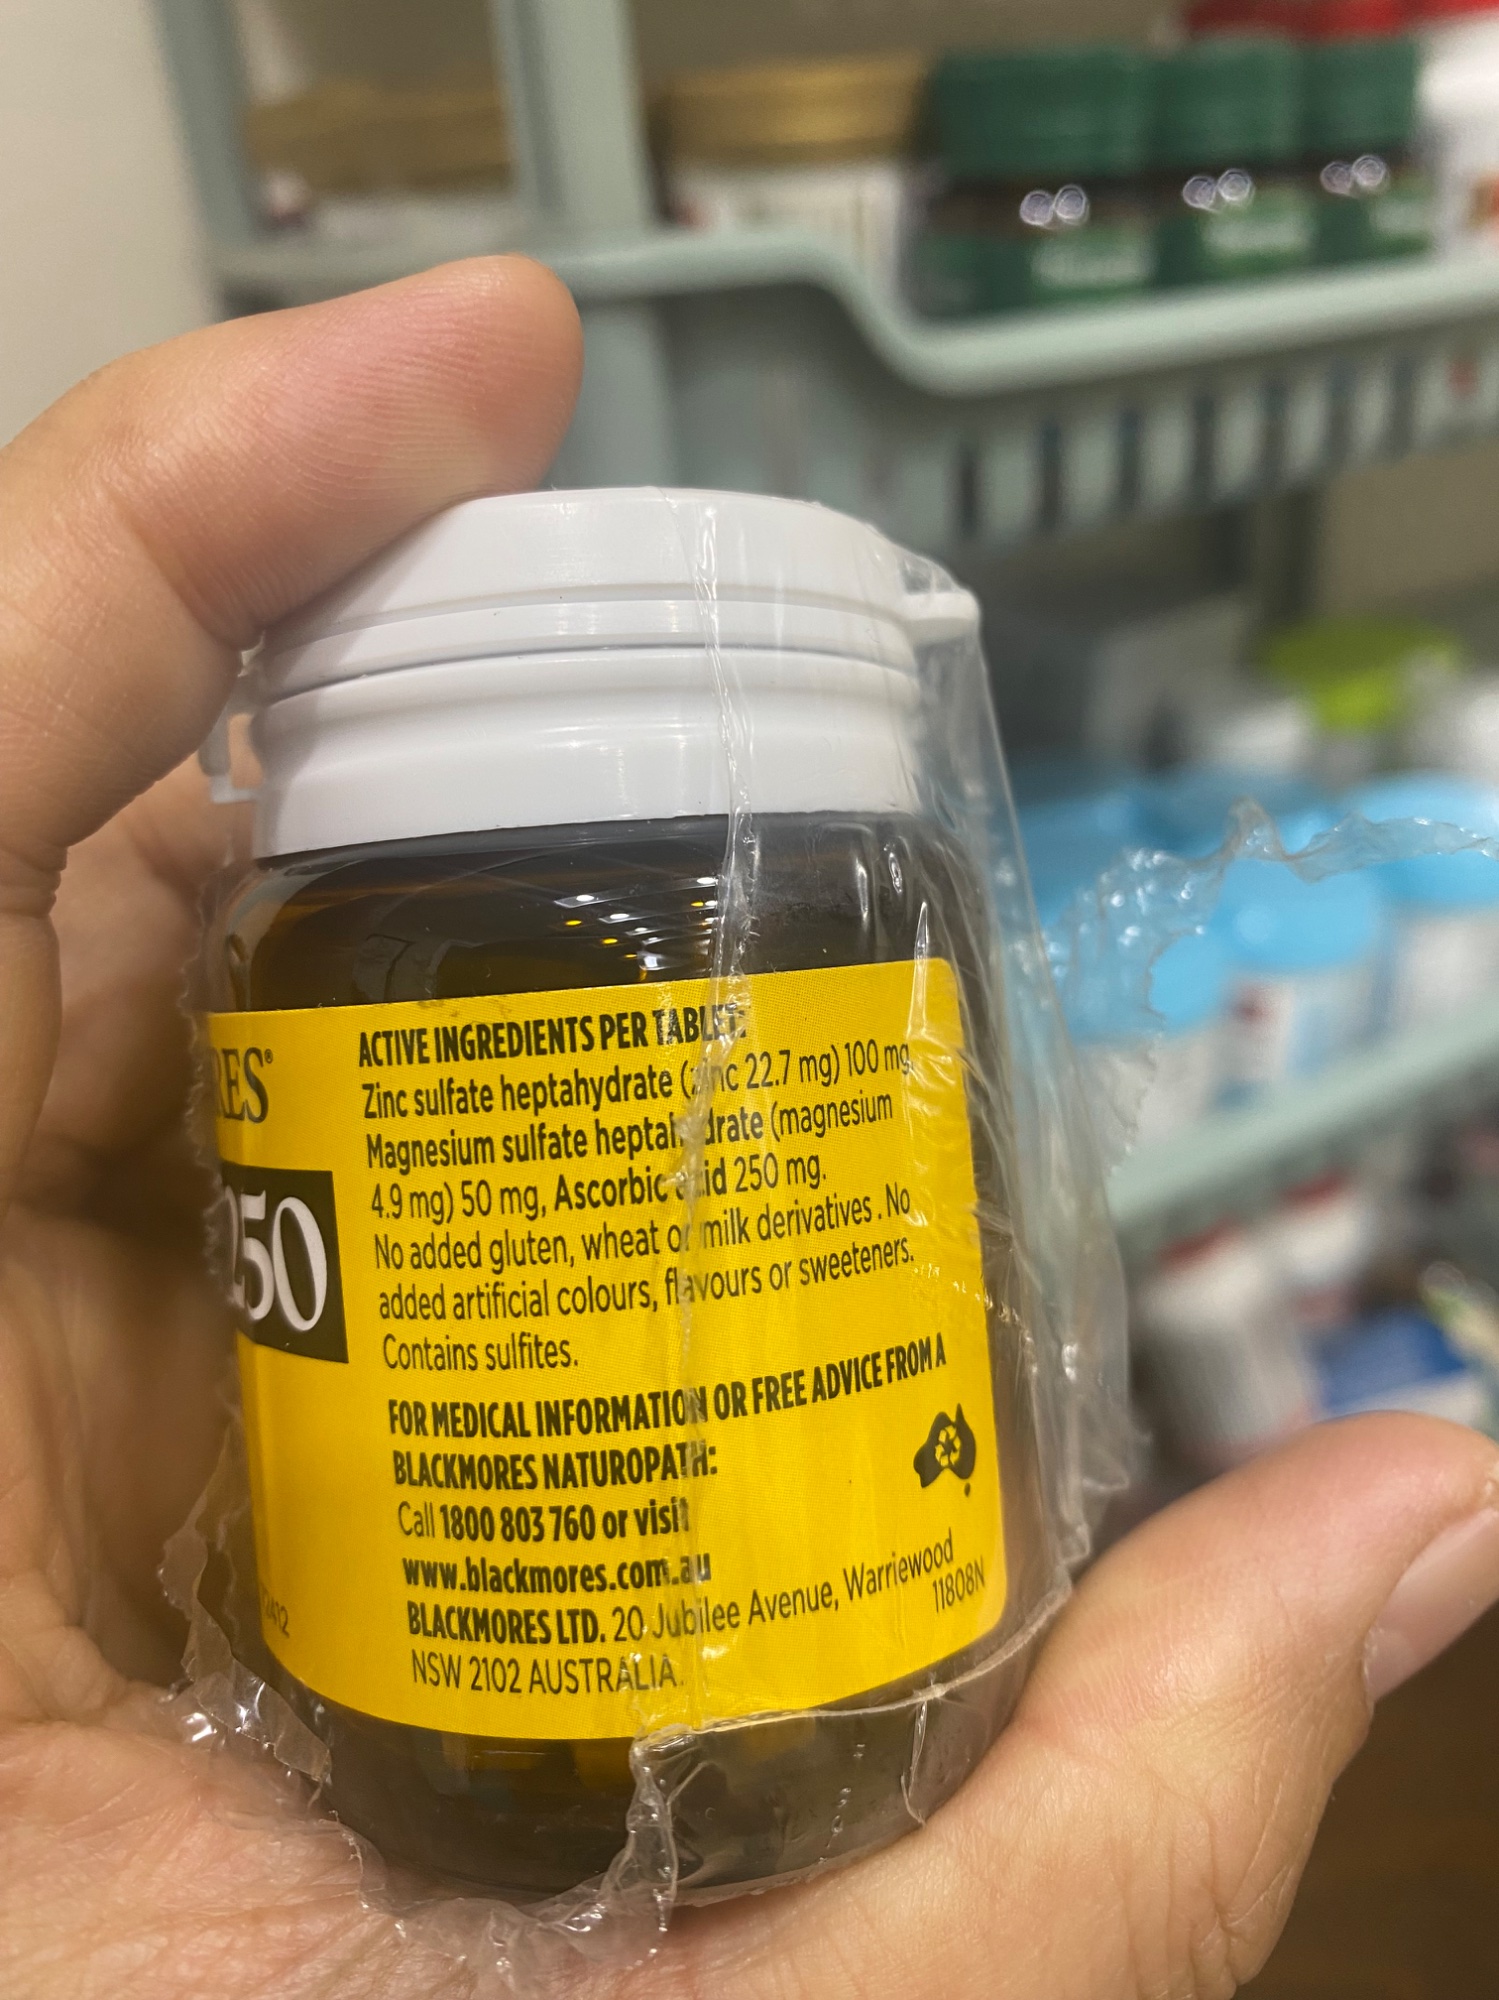 RES®
250
2412
ACTIVE INGREDIENTS PER TABLET:
Zinc sulfate heptahydrate (zinc 22.7 mg) 100 mg,
Magnesium sulfate heptahydrate (magnesium
4.9 mg) 50 mg, Ascorbic acid 250 mg.
No added gluten, wheat or milk derivatives . No
added artificial colours, flavours or sweeteners.
Contains sulfites.
FOR MEDICAL INFORMATION OR FREE ADVICE FROM A
BLACKMORES NATUROPATH:
Call 1800 803 760 or visit
www.blackmores.com.au
BLACKMORES LTD. 20 Jubilee Avenue, Warriewood
NSW 2102 AUSTRALIA.
11808N